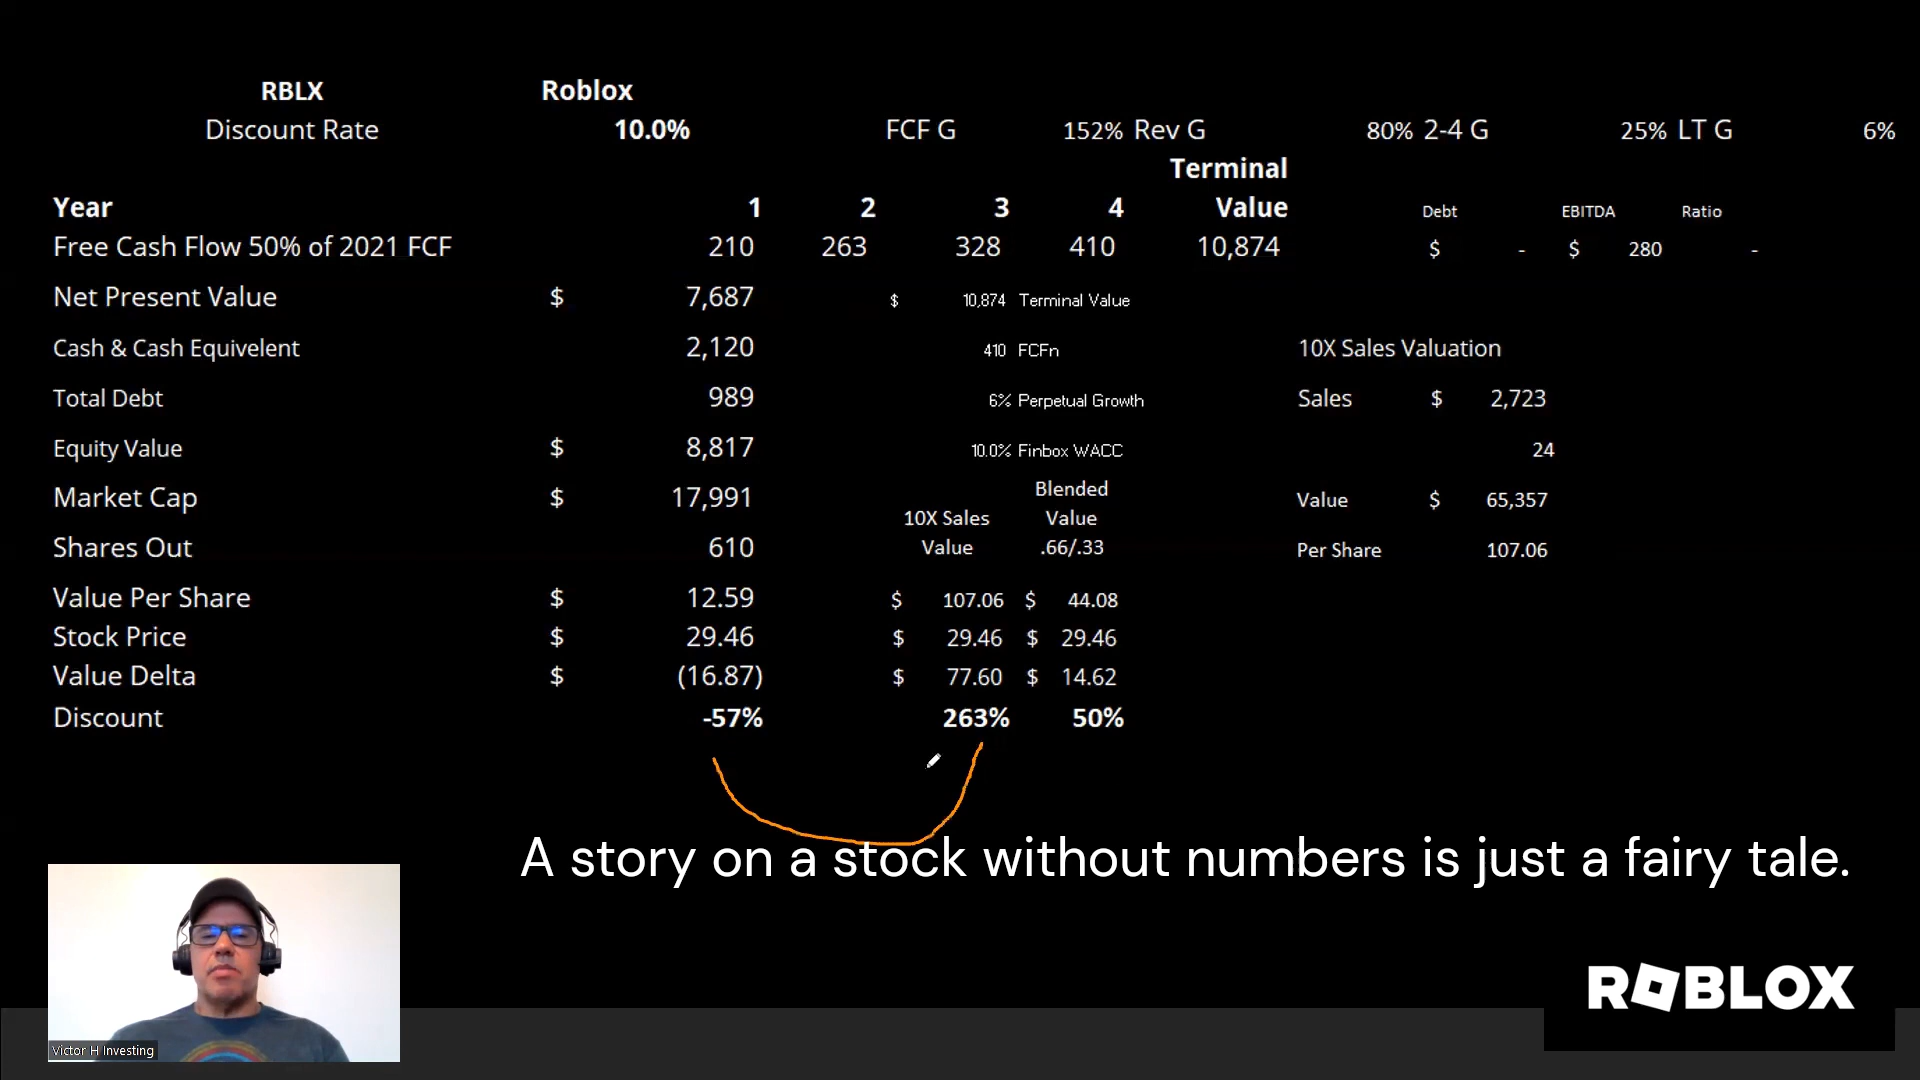 RBLX Roblox
Discount Rate 10.0% FCF G 152% Rev G 80% 2-4 G 25% LT G 6%
Terminal
Year 1 2 3 4 Value Debt EBITDA Ratio
Free Cash Flow 50% of 2021 FCF 210 263 328 410 10,874 $ - $ 280 -
Net Present Value $ 7,687 $ 10,874 Terminal Value
Cash & Cash Equivelent 2,120 410 FCFn 10X Sales Valuation
Total Debt 989 6% Perpetual Growth Sales $ 2,723
Equity Value $ 8,817 10.0% Finbox WACC 24
Blended
Market Cap $ 17,991 Value $ 65,357
10X Sales Value
Shares Out 610 Value .66/.33 Per Share 107.06
Value Per Share $ 12.59 $ 107.06 $ 44.08
Stock Price $ 29.46 $ 29.46 $ 29.46
Value Delta $ (16.87) $ 77.60 $ 14.62
Discount -57% 263% 50%
A story on a stock without numbers is just a fairy tale.
ROBLOX
Victor H Investing